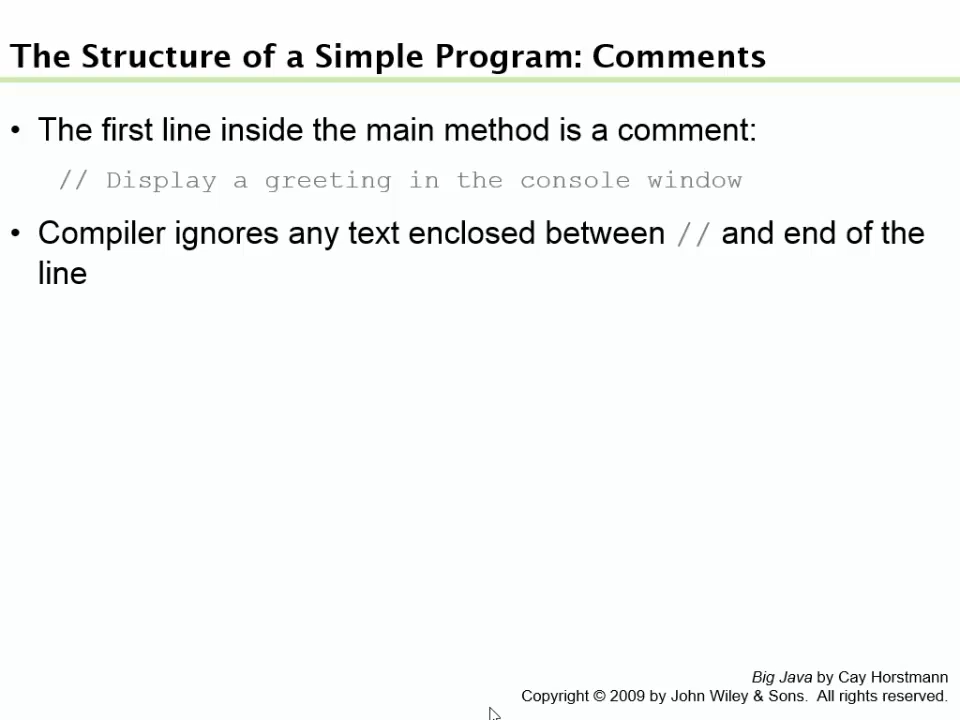 The Structure of a Simple Program: Comments
• The first line inside the main method is a comment:
// Display a greeting in the console window
• Compiler ignores any text enclosed between // and end of the
line
Big Java by Cay Horstmann
Copyright © 2009 by John Wiley & Sons. All rights reserved.